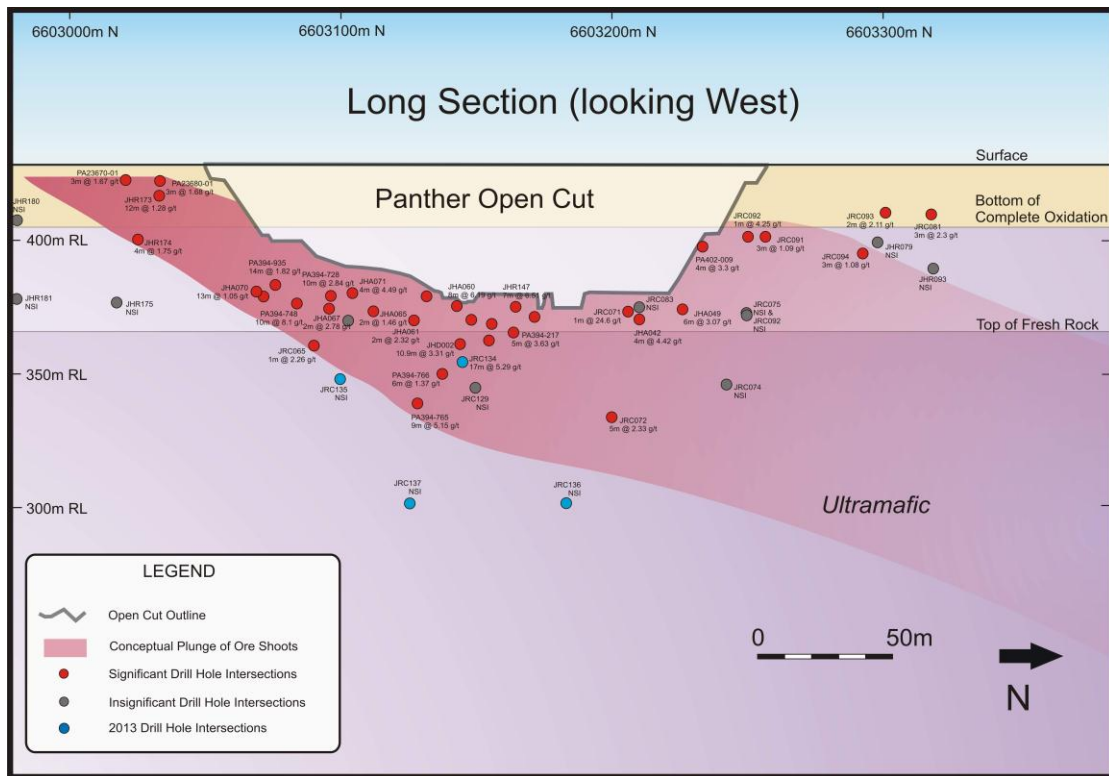 6603000m N
6603100m N
6603200m N
6603300m N
Long Section (looking West)
Surface
Panther Open Cut
Bottom of
Complete Oxidation
PA23670-01
3m @ 1.67 g/t
PA23680-01
3m @ 1.68 g/t
JHR180
NSI
JHR173
12m @ 1.28 g/t
400m RL
JHR174
4m @ 1.75 g/t
JRC092
1m @ 4.25 g/t
JRC091
3m @ 1.09 g/t
JRC093
2m @ 2.11 g/t
JRC081
3m @ 2.3 g/t
PA402-009
4m @ 3.3 g/t
JRC094
3m @ 1.08 g/t
JHR079
NSI
JHR093
NSI
PA394-935
14m @ 1.82 g/t
PA394-728
10m @ 2.84 g/t
JHA071
4m @ 4.49 g/t
JHA060
8m @ 6.19 g/t
JHR147
7m @ 6.51 g/t
JHR181
NSI
JHR175
NSI
JHA070
13m @ 1.05 g/t
PA394-748
10m @ 8.1 g/t
JHA067
2m @ 2.78 g/t
JHA065
2m @ 1.46 g/t
JHA061
2m @ 2.32 g/t
JRC071
1m @ 24.6 g/t
JRC083
NSI
JHA042
4m @ 4.42 g/t
JHA049
6m @ 3.07 g/t
JRC075
NSI &
JRC092
NSI
Top of Fresh Rock
JRC065
1m @ 2.26 g/t
JHD002
10.9m @ 3.31 g/t
PA394-217
5m @ 3.63 g/t
JRC134
17m @ 5.29 g/t
350m RL
JRC135
NSI
PA394-766
6m @ 1.37 g/t
JRC129
NSI
JRC074
NSI
PA394-765
9m @ 5.15 g/t
JRC072
5m @ 2.33 g/t
JRC137
NSI
JRC136
NSI
300m RL
Ultramafic
LEGEND
Open Cut Outline
Conceptual Plunge of Ore Shoots
Significant Drill Hole Intersections
Insignificant Drill Hole Intersections
2013 Drill Hole Intersections
0
50m
N